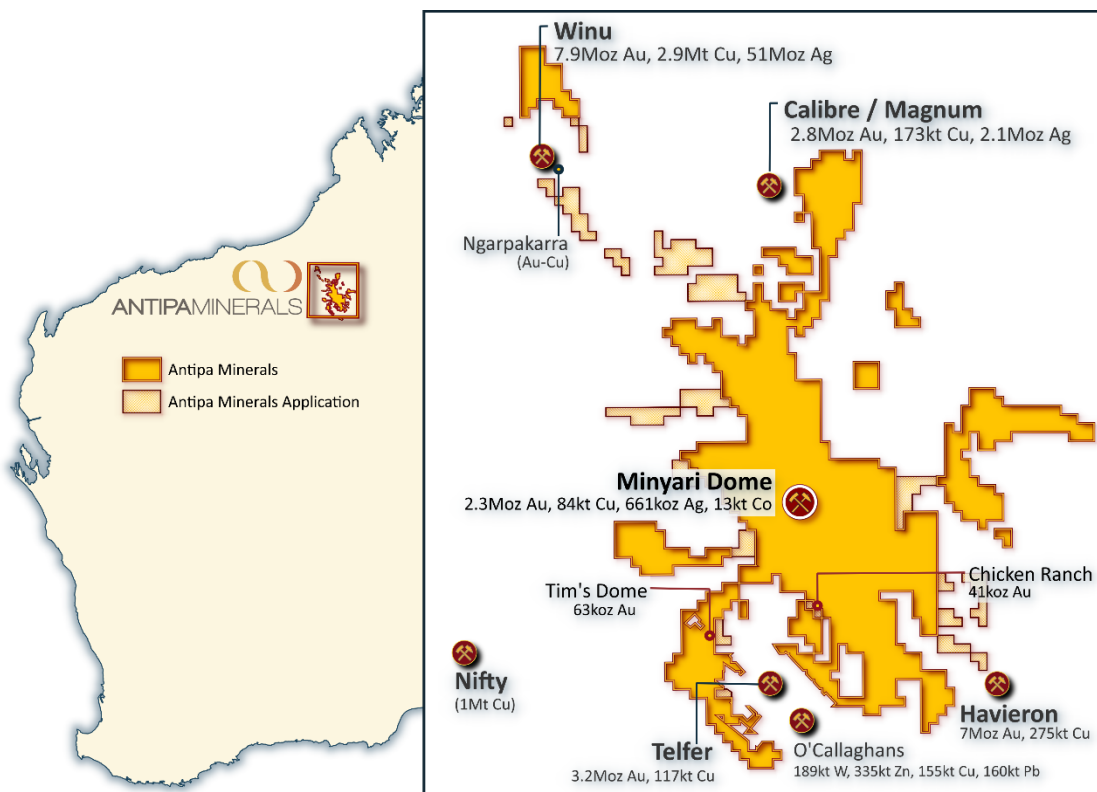 Winu
7.9Moz Au, 2.9Mt Cu, 51Moz Ag
Calibre / Magnum
2.8Moz Au, 173kt Cu, 2.1Moz Ag
Ngarpakarra
(Au-Cu)
A
ANTIPAMINERALS
Antipa Minerals
Antipa Minerals Application
Minyari Dome
2.3Moz Au, 84kt Cu, 661koz Ag, 13kt Co
Tim's Dome
63koz Au
Chicken Ranch
41koz Au
Nifty
(1Mt Cu)
Telfer
3.2Moz Au, 117kt Cu
O'Callaghans
189kt W, 335kt Zn, 155kt Cu, 160kt Pb
Havieron
7Moz Au, 275kt Cu